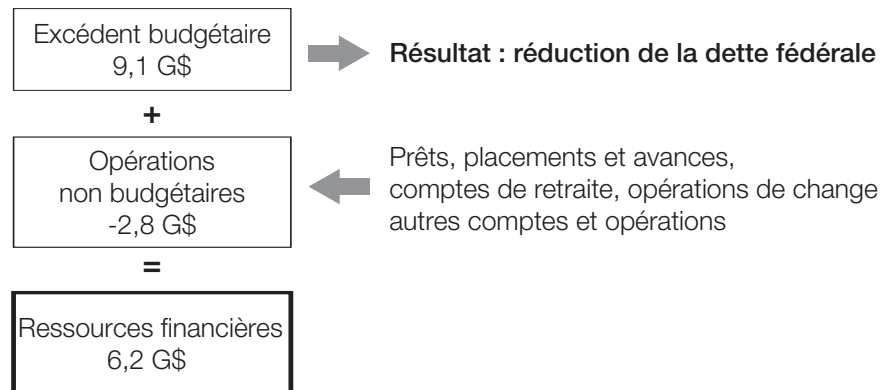 Excédent budgétaire
9,1 G$
Résultat : réduction de la dette fédérale
+
Opérations
non budgétaires
-2,8 G$
Prêts, placements et avances,
comptes de retraite, opérations de change
autres comptes et opérations
=
Ressources financières
6,2 G$